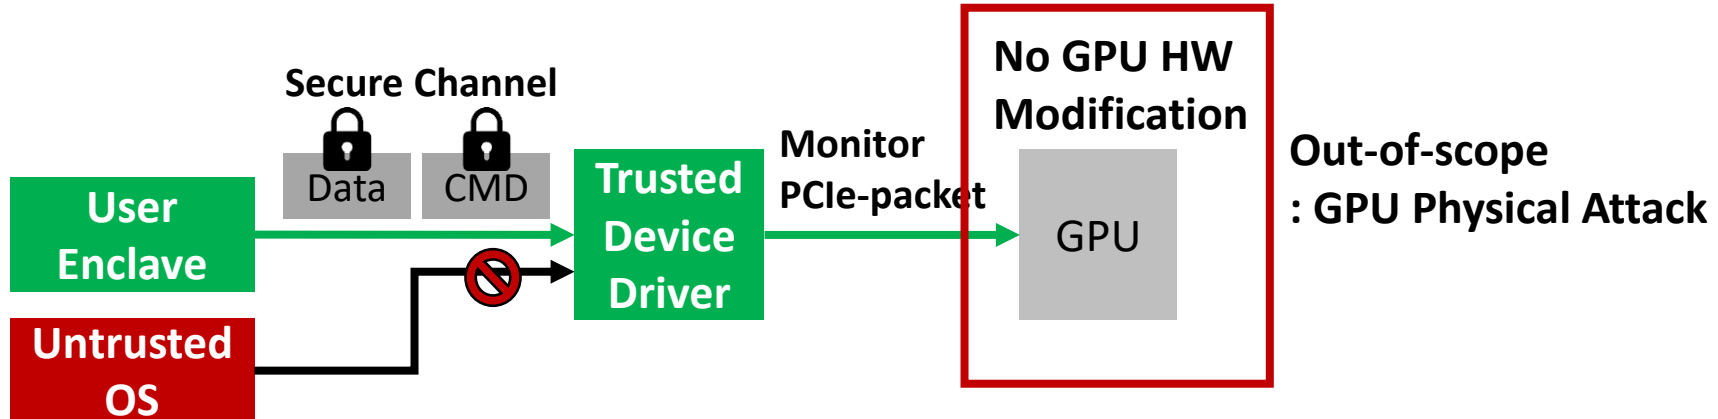 Secure Channel
Data
CMD
User
Enclave
Untrusted
OS
Trusted
Device
Driver
Monitor
PCIe-packet
No GPU HW
Modification
GPU
Out-of-scope
: GPU Physical Attack